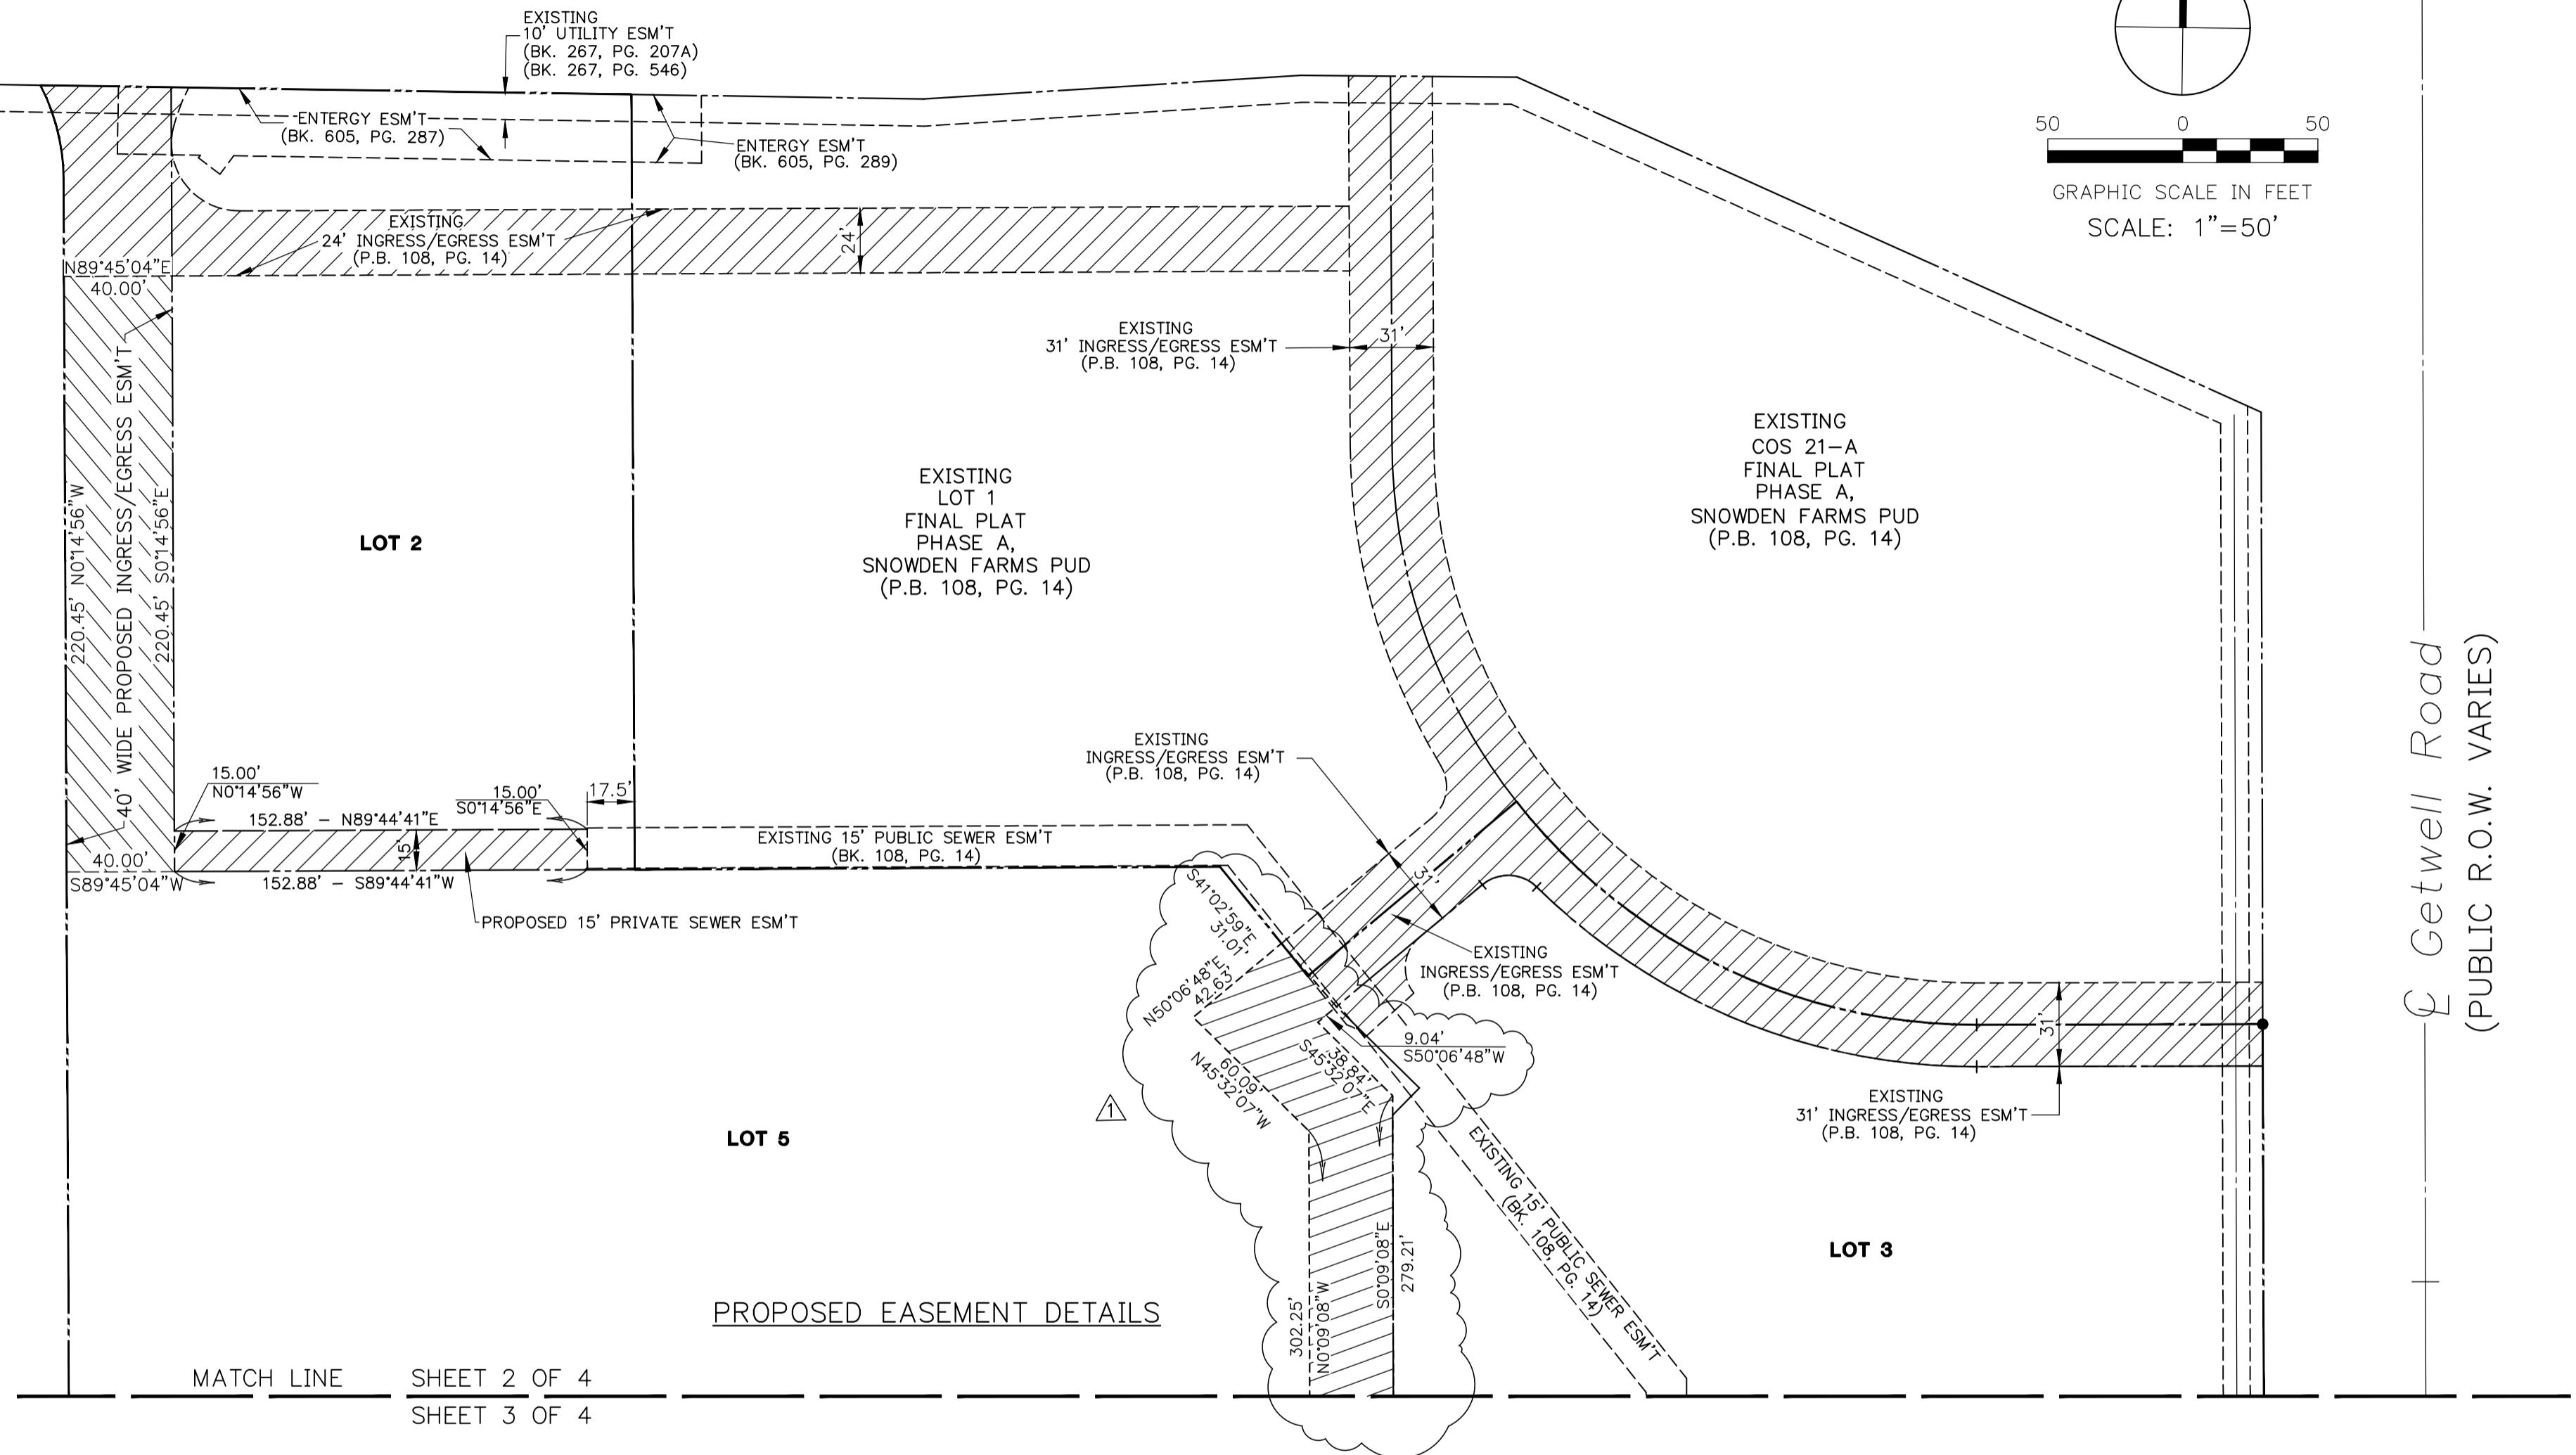 EXISTING
10' UTILITY ESM'T
(BK. 267, PG. 207A)
(BK. 267, PG. 546)
ENTERGY ESM'T
(BK. 605, PG. 287)
ENTERGY ESM'T
(BK. 605, PG. 289)
50 0 50
GRAPHIC SCALE IN FEET
SCALE: 1"=50'
EXISTING
24' INGRESS/EGRESS ESM'T
(P.B. 108, PG. 14)
24'
N89°45'04"E
40.00'
EXISTING
31' INGRESS/EGRESS ESM'T
(P.B. 108, PG. 14)
31'
220.45' N0°14'56"W
40' WIDE PROPOSED INGRESS/EGRESS ESM'T
220.45' S0°14'56"E
LOT 2
EXISTING
LOT 1
FINAL PLAT
PHASE A,
SNOWDEN FARMS PUD
(P.B. 108, PG. 14)
EXISTING
COS 21-A
FINAL PLAT
PHASE A,
SNOWDEN FARMS PUD
(P.B. 108, PG. 14)
℄ Getwell Road
(PUBLIC R.O.W. VARIES)
EXISTING
INGRESS/EGRESS ESM'T
(P.B. 108, PG. 14)
15.00'
N0°14'56"W
15.00'
S0°14'56"E
17.5'
152.88' - N89°44'41"E
15'
EXISTING 15' PUBLIC SEWER ESM'T
(BK. 108, PG. 14)
40.00'
S89°45'04"W
152.88' - S89°44'41"W
PROPOSED 15' PRIVATE SEWER ESM'T
31'
S41°02'59"E
31.01'
N50°06'48"E
42.63'
EXISTING
INGRESS/EGRESS ESM'T
(P.B. 108, PG. 14)
9.04'
S50°06'48"W
38.84'
S45°32'07"E
60.09'
N45°32'07"W
1
31'
EXISTING
31' INGRESS/EGRESS ESM'T
(P.B. 108, PG. 14)
LOT 5
EXISTING 15' PUBLIC SEWER ESM'T
(BK. 108, PG. 14)
LOT 3
S0°09'08"E
279.21'
302.25'
N0°09'08"W
PROPOSED EASEMENT DETAILS
MATCH LINE SHEET 2 OF 4
SHEET 3 OF 4